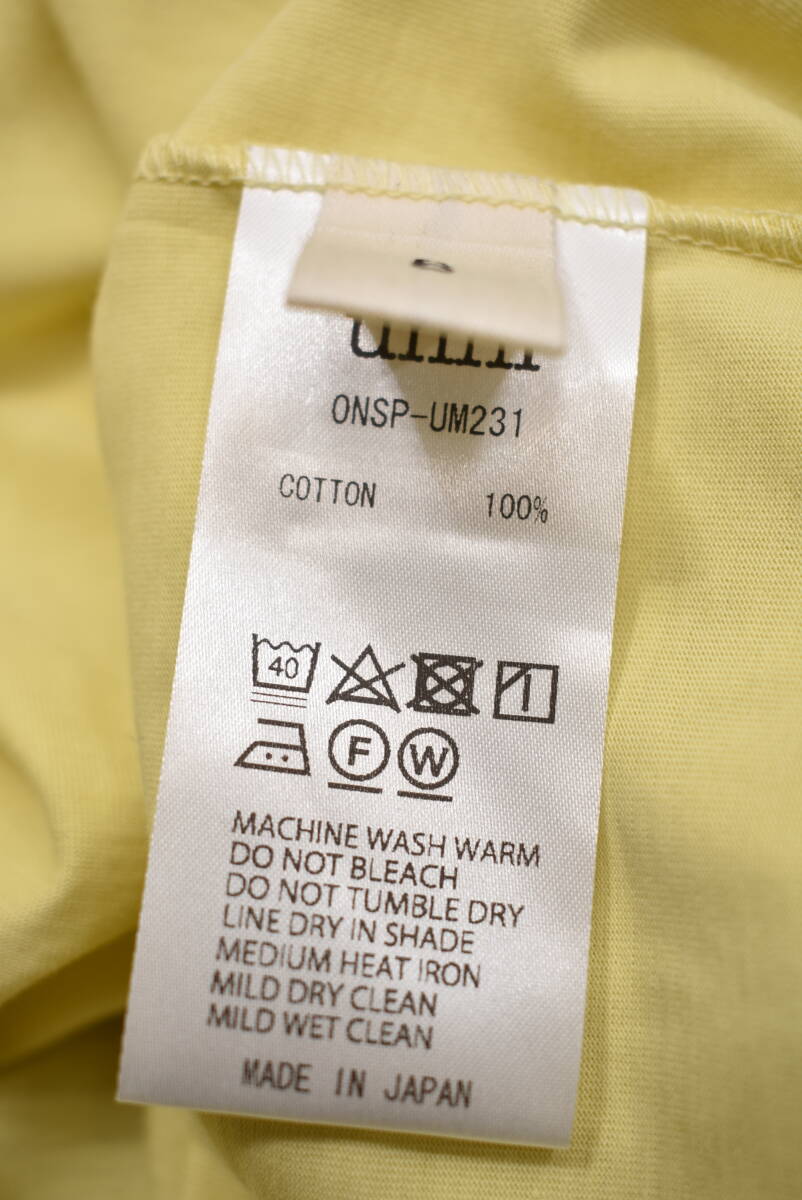 ONSP-UM231
COTTON 100%
40
F W
MACHINE WASH WARM
DO NOT BLEACH
DO NOT TUMBLE DRY
LINE DRY IN SHADE
MEDIUM HEAT IRON
MILD DRY CLEAN
MILD WET CLEAN
MADE IN JAPAN